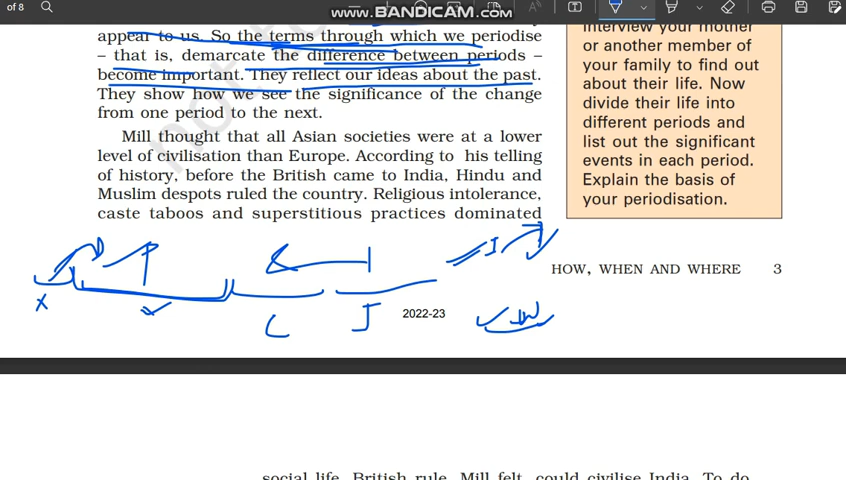 of 8
www.BANDICAM.com
appear to us. So the terms through which we periodise
– that is, demarcate the difference between periods –
become important. They reflect our ideas about the past.
They show how we see the significance of the change
from one period to the next.
Mill thought that all Asian societies were at a lower
level of civilisation than Europe. According to his telling
of history, before the British came to India, Hindu and
Muslim despots ruled the country. Religious intolerance,
caste taboos and superstitious practices dominated
interview your mother
or another member of
your family to find out
about their life. Now
divide their life into
different periods and
list out the significant
events in each period.
Explain the basis of
your periodisation.
HOW, WHEN AND WHERE 3
2022-23
social life. British rule, Mill felt, could civilise India. To do